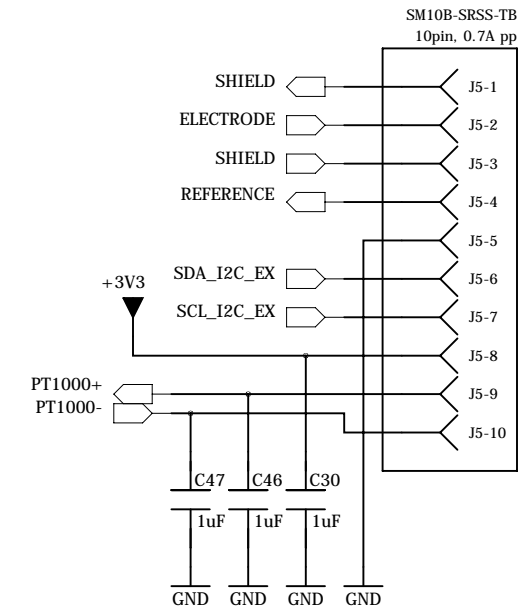 SM10B-SRSS-TB
10pin, 0.7A pp
SHIELD
J5-1
ELECTRODE
J5-2
SHIELD
J5-3
REFERENCE
J5-4
J5-5
SDA_I2C_EX
J5-6
+3V3
SCL_I2C_EX
J5-7
J5-8
PT1000+
J5-9
PT1000-
J5-10
C47 C46 C30
1uF 1uF 1uF
GND GND GND GND